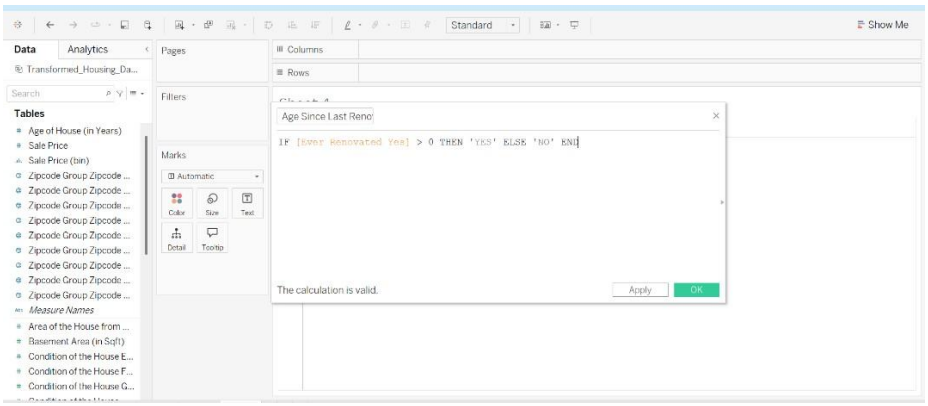 Standard
Show Me
Data
Analytics
Pages
Columns
Transformed_Housing_Da...
Rows
Search
Filters
Tables
Age of House (in Years)
Sale Price
Sale Price (bin)
Zipcode Group Zipcode ...
Zipcode Group Zipcode ...
Zipcode Group Zipcode ...
Zipcode Group Zipcode ...
Zipcode Group Zipcode ...
Zipcode Group Zipcode ...
Zipcode Group Zipcode ...
Zipcode Group Zipcode ...
Zipcode Group Zipcode ...
Abc Measure Names
Area of the House from ...
Basement Area (in Sqft)
Condition of the House E...
Condition of the House F...
Condition of the House G...
Marks
Automatic
Color
Size
Text
Detail
Tooltip
Age Since Last Reno
IF [Ever Renovated Yes] > 0 THEN 'YES' ELSE 'NO' END
The calculation is valid.
Apply
OK